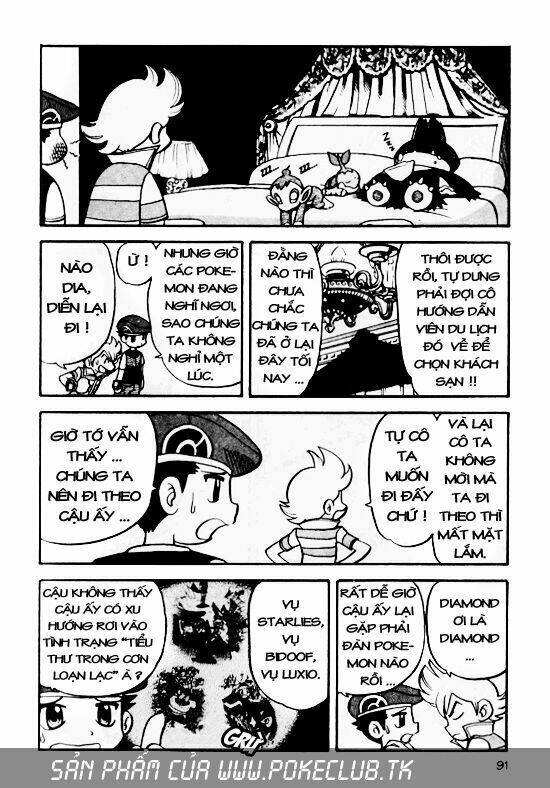 Zzz
THÔI ĐƯỢC
RỒI, TỰ DUNG
PHẢI ĐỢI CÔ
HƯỚNG DẪN
VIÊN DU LỊCH
ĐÓ VỀ ĐỂ
CHỌN KHÁCH
SẠN !!
ĐẰNG
NÀO THÌ
CHƯA
CHẮC
CHÚNG TA
ĐÃ Ở LẠI
ĐÂY TỐI
NAY ...
NHƯNG GIỜ
CÁC POKE-
MON ĐANG
NGHĨ NGƠI,
SAO CHÚNG
TA KHÔNG
NGHỈ MỘT
LÚC.
Ừ !
NÀO
DIA,
DIỄN LẠI
ĐI !
VÀ LẠI
CÔ TA
KHÔNG
MỜI MÀ
TA ĐI
THEO THÌ
MẤT MẶT
LẮM.
TỰ CÔ
TA
MUỐN
ĐI ĐẤY
CHỨ !
GIỜ TỚ VẪN
THẤY ...
CHÚNG TA
NÊN ĐI THEO
CẬU ẤY ...
DIAMOND
ƠI LÀ
DIAMOND
...
RẤT DỄ GIỜ
CẬU ẤY LẠI
GẶP PHẢI
ĐÀN POKE-
MON NÀO
RỒI ...
VỤ
STARLIES,
VỤ
BIDOOF,
VỤ LUXIO.
CẬU KHÔNG THẤY
CẬU ẤY CÓ XU
HƯỚNG RƠI VÀO
TÌNH TRẠNG "TIỂU
THƯ TRONG CƠN
LOẠN LẠC" À ?
91
SẢN PHẨM CỦA WWW.POKECLUB.TK